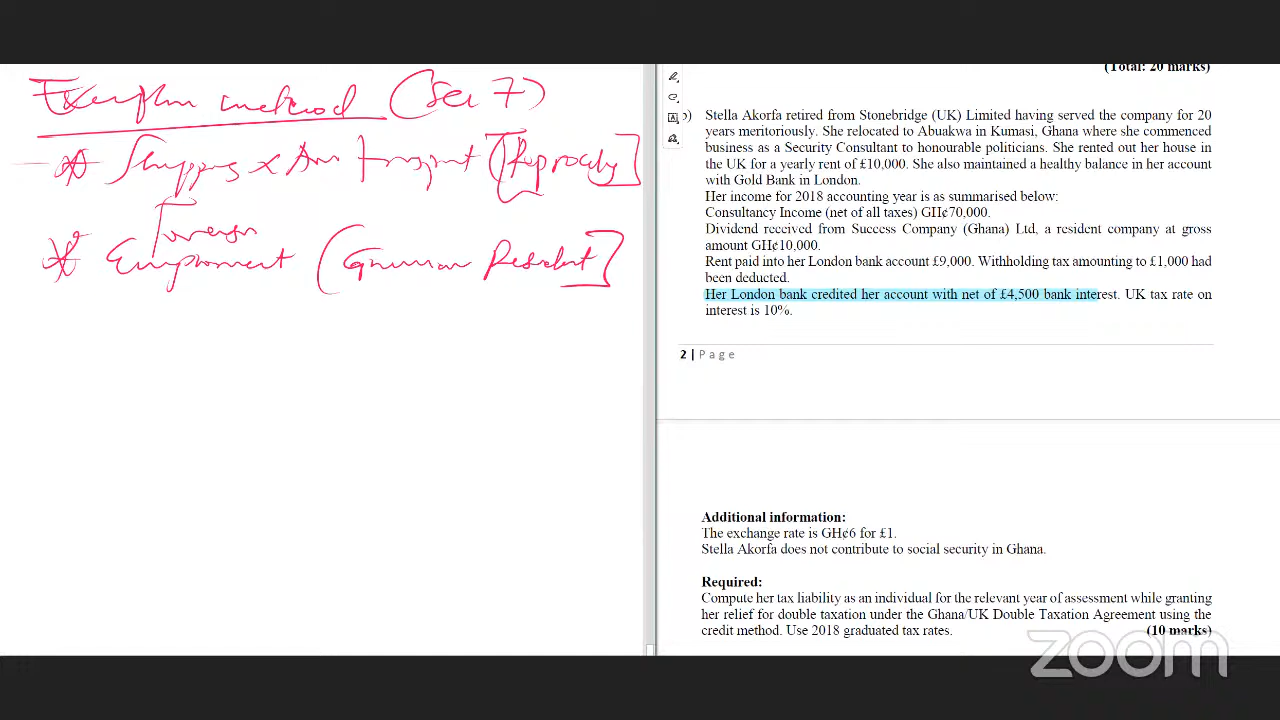 Exemption method (Sec 7)
* Shipping x Air transport [Reciprocity]
Foreign
* Employment [Ghanaian Resident]
(Total: 20 marks)
) Stella Akorfa retired from Stonebridge (UK) Limited having served the company for 20
years meritoriously. She relocated to Abuakwa in Kumasi, Ghana where she commenced
business as a Security Consultant to honourable politicians. She rented out her house in
the UK for a yearly rent of £10,000. She also maintained a healthy balance in her account
with Gold Bank in London.
Her income for 2018 accounting year is as summarised below:
Consultancy Income (net of all taxes) GH¢70,000.
Dividend received from Success Company (Ghana) Ltd, a resident company at gross
amount GH¢10,000.
Rent paid into her London bank account £9,000. Withholding tax amounting to £1,000 had
been deducted.
Her London bank credited her account with net of £4,500 bank interest. UK tax rate on
interest is 10%.
2 | Page
Additional information:
The exchange rate is GH¢6 for £1.
Stella Akorfa does not contribute to social security in Ghana.
Required:
Compute her tax liability as an individual for the relevant year of assessment while granting
her relief for double taxation under the Ghana/UK Double Taxation Agreement using the
credit method. Use 2018 graduated tax rates. (10 marks)
zoom